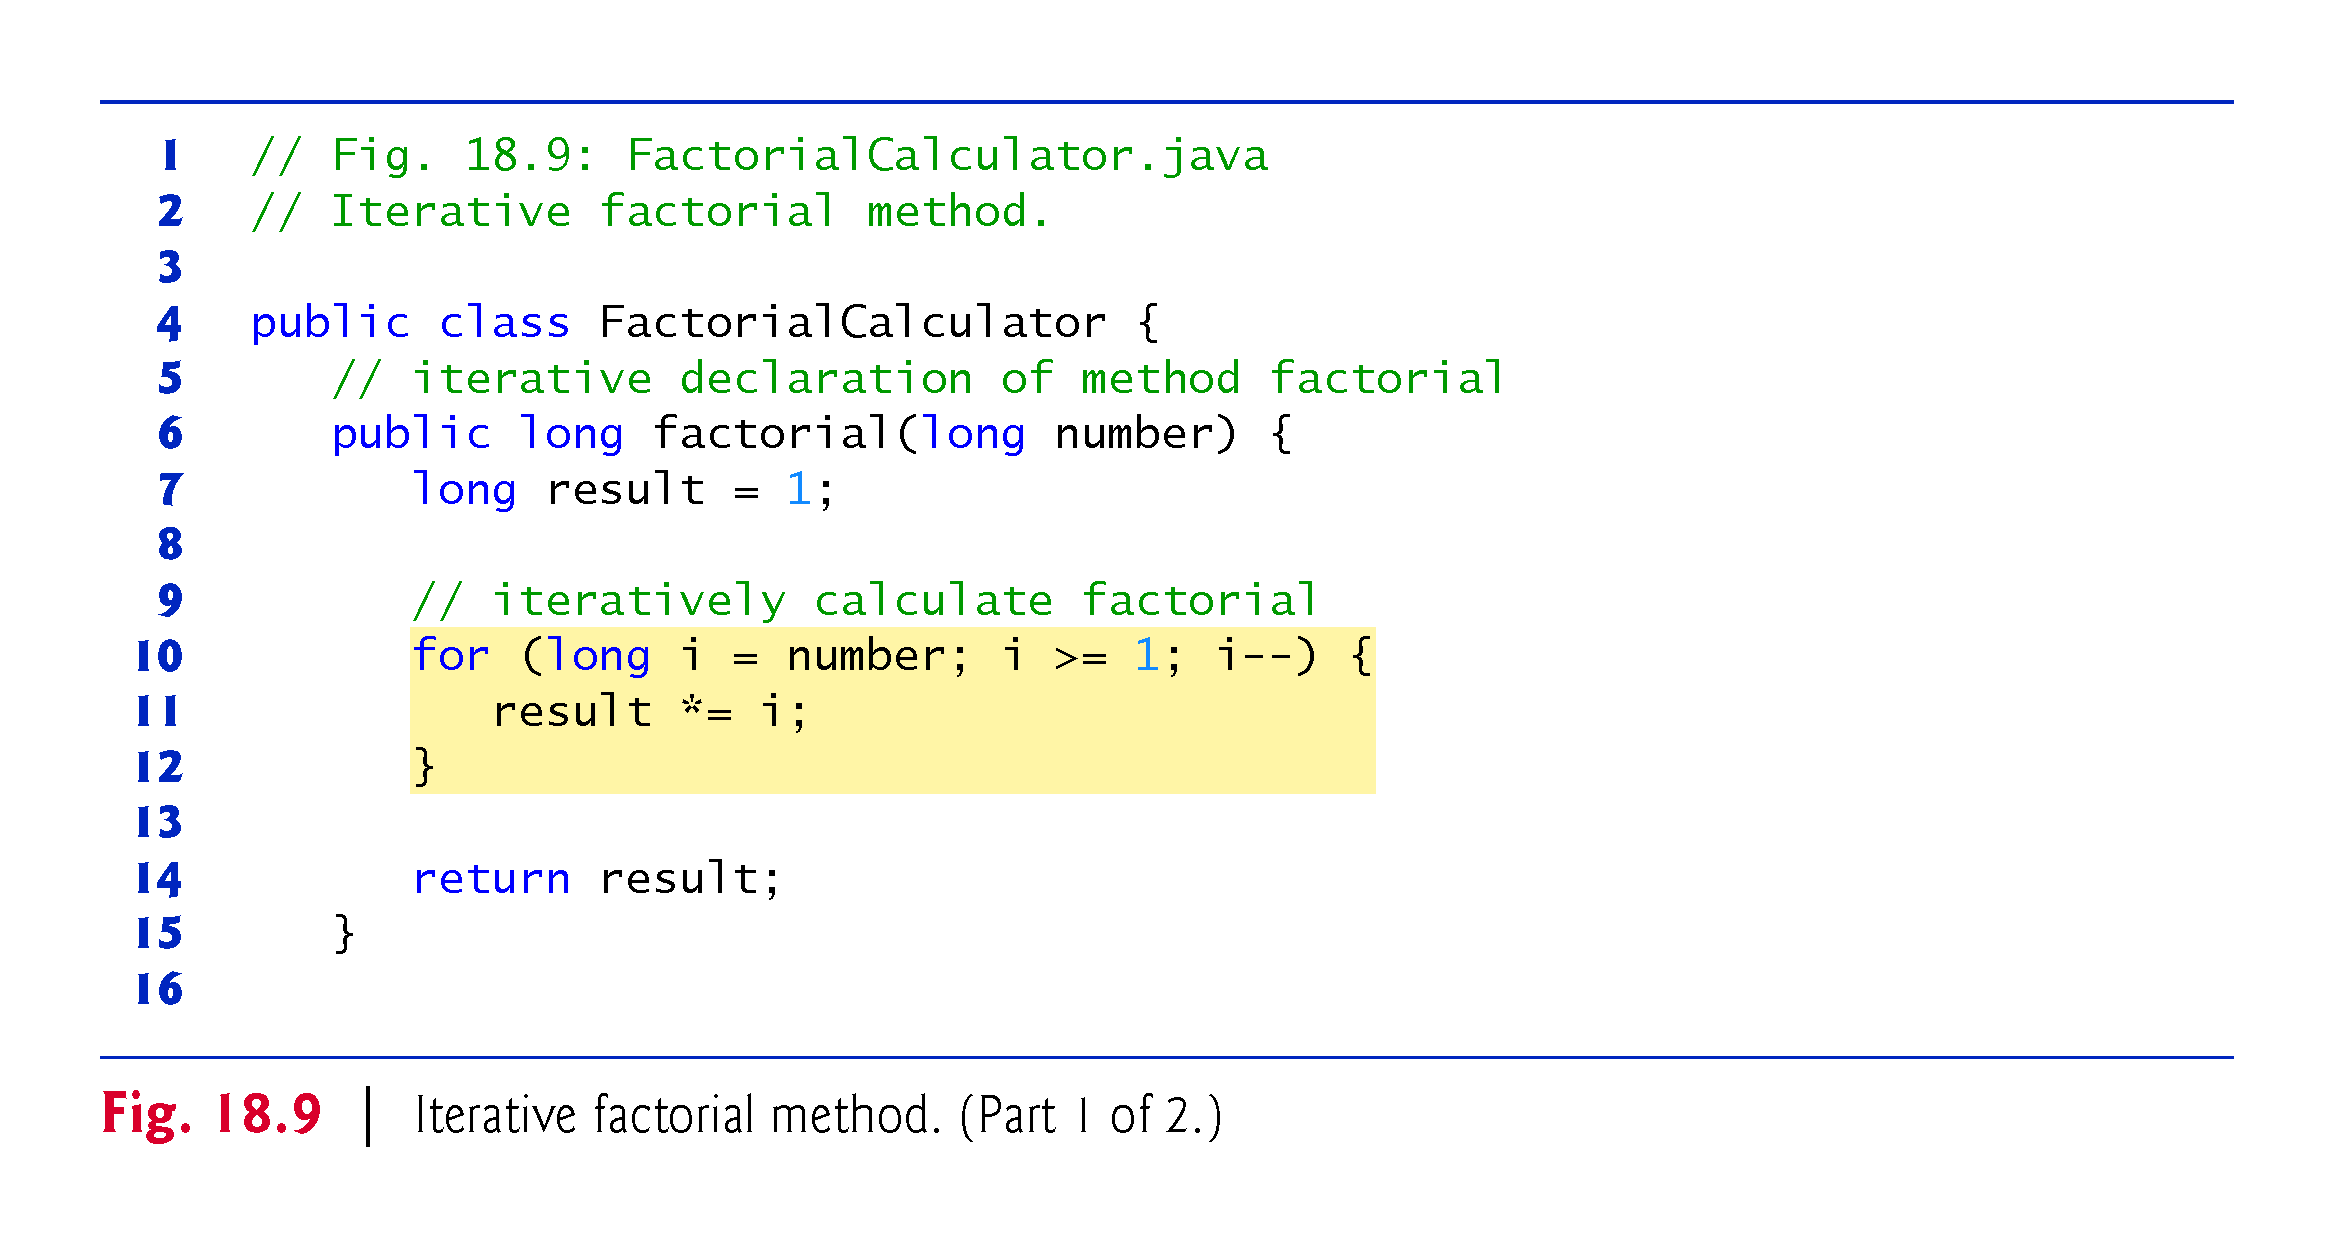 1 // Fig. 18.9: FactorialCalculator.java
2 // Iterative factorial method.
3
4 public class FactorialCalculator {
5    // iterative declaration of method factorial
6    public long factorial(long number) {
7       long result = 1;
8
9       // iteratively calculate factorial
10       for (long i = number; i >= 1; i--) {
11          result *= i;
12       }
13
14       return result;
15    }
16
Fig. 18.9 | Iterative factorial method. (Part 1 of 2.)